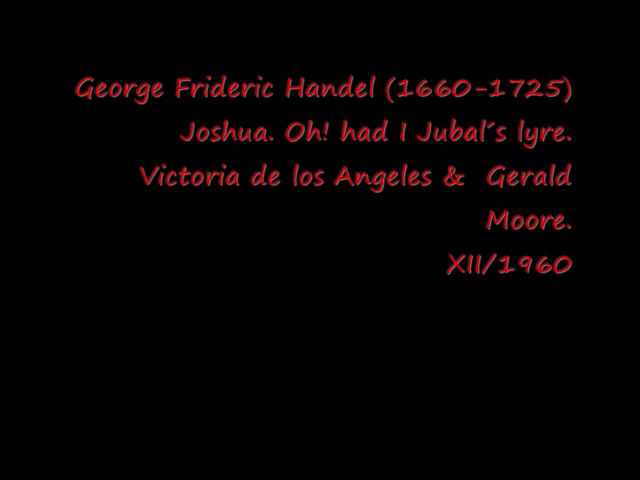 George Frideric Handel (1660-1725)
Joshua. Oh! had I Jubal´s lyre.
Victoria de los Angeles &  Gerald
Moore.
XII/1960